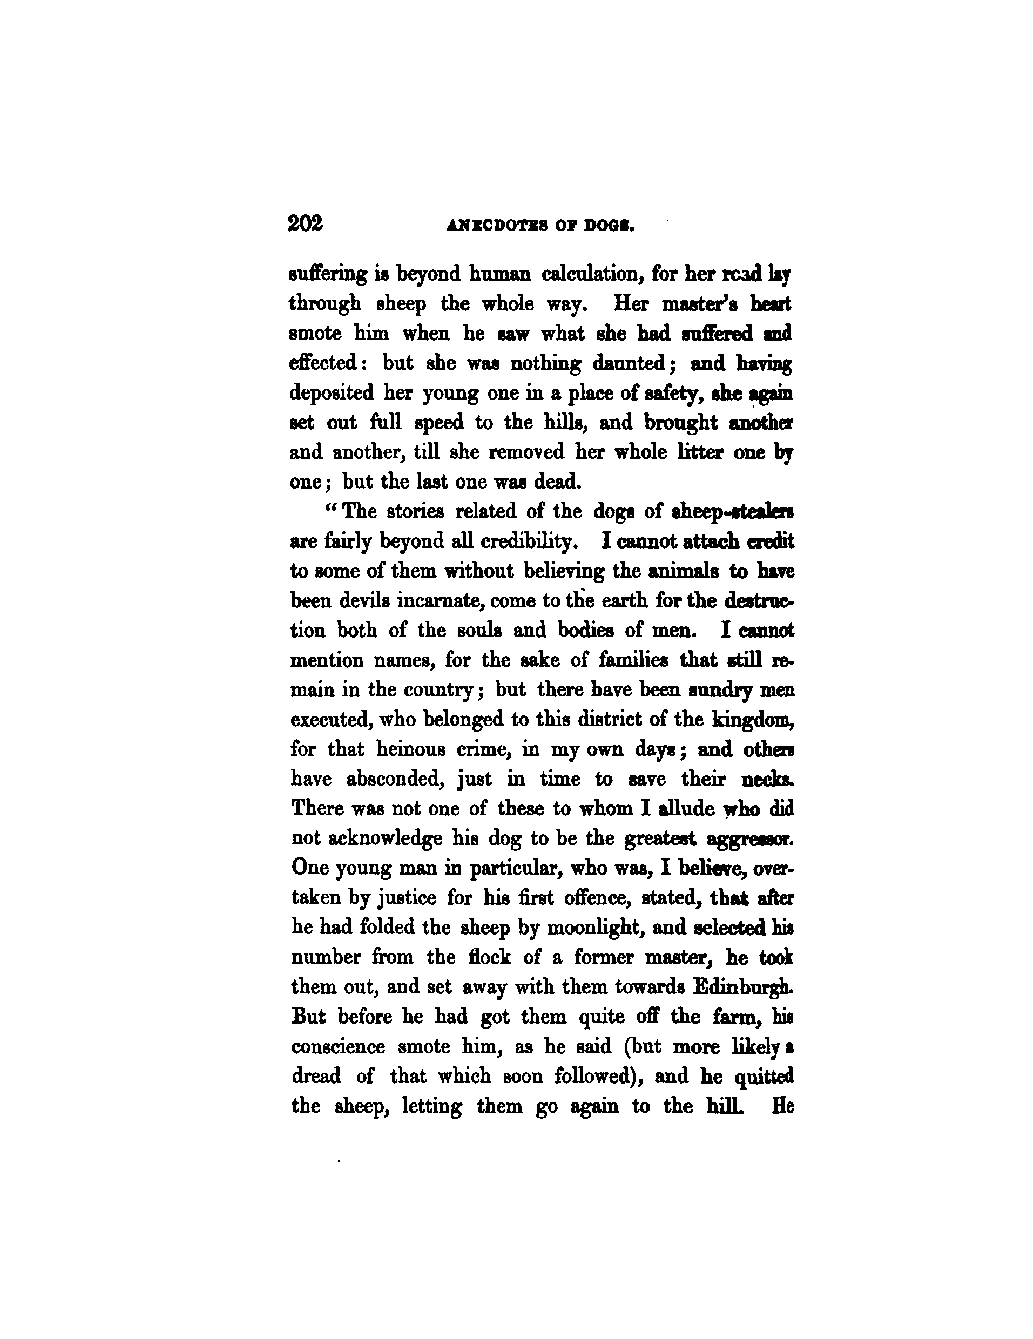 202 ANECDOTES OF DOGS.
suffering is beyond human calculation, for her road lay
through sheep the whole way. Her master's heart
smote him when he saw what she had suffered and
effected: but she was nothing daunted; and having
deposited her young one in a place of safety, she again
set out full speed to the hills, and brought another
and another, till she removed her whole litter one by
one; but the last one was dead.
"The stories related of the dogs of sheep-stealers
are fairly beyond all credibility. I cannot attach credit
to some of them without believing the animals to have
been devils incarnate, come to the earth for the destruc-
tion both of the souls and bodies of men. I cannot
mention names, for the sake of families that still re-
main in the country; but there have been sundry men
executed, who belonged to this district of the kingdom,
for that heinous crime, in my own days; and others
have absconded, just in time to save their necks.
There was not one of these to whom I allude who did
not acknowledge his dog to be the greatest aggressor.
One young man in particular, who was, I believe, over-
taken by justice for his first offence, stated, that after
he had folded the sheep by moonlight, and selected his
number from the flock of a former master, he took
them out, and set away with them towards Edinburgh.
But before he had got them quite off the farm, his
conscience smote him, as he said (but more likely a
dread of that which soon followed), and he quitted
the sheep, letting them go again to the hill. He